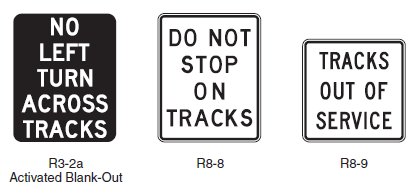 NO
LEFT
TURN
ACROSS
TRACKS
R3-2a
Activated Blank-Out
DO NOT
STOP
ON
TRACKS
R8-8
TRACKS
OUT OF
SERVICE
R8-9